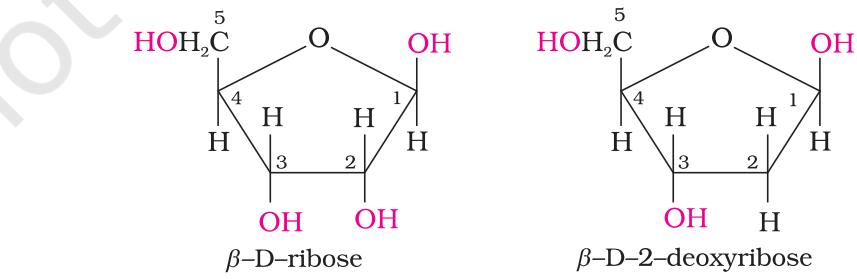 5 5
HOH₂C O OH HOH₂C O OH
4 H H 1 4 H H 1
H 3 2 H H 3 2 H
OH OH OH H
β–D–ribose β–D–2–deoxyribose